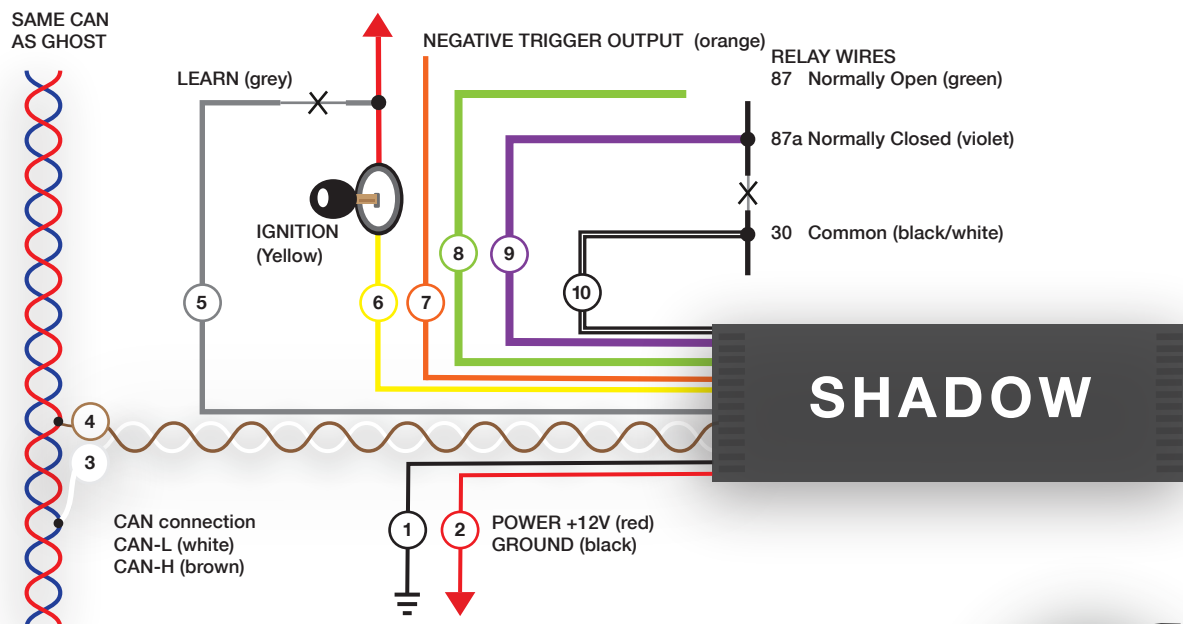 SAME CAN
AS GHOST
NEGATIVE TRIGGER OUTPUT (orange)
RELAY WIRES
87 Normally Open (green)
LEARN (grey)
87a Normally Closed (violet)
IGNITION
(Yellow)
30 Common (black/white)
8
9
10
5
6
7
SHADOW
4
3
CAN connection
CAN-L (white)
CAN-H (brown)
1
2
POWER +12V (red)
GROUND (black)